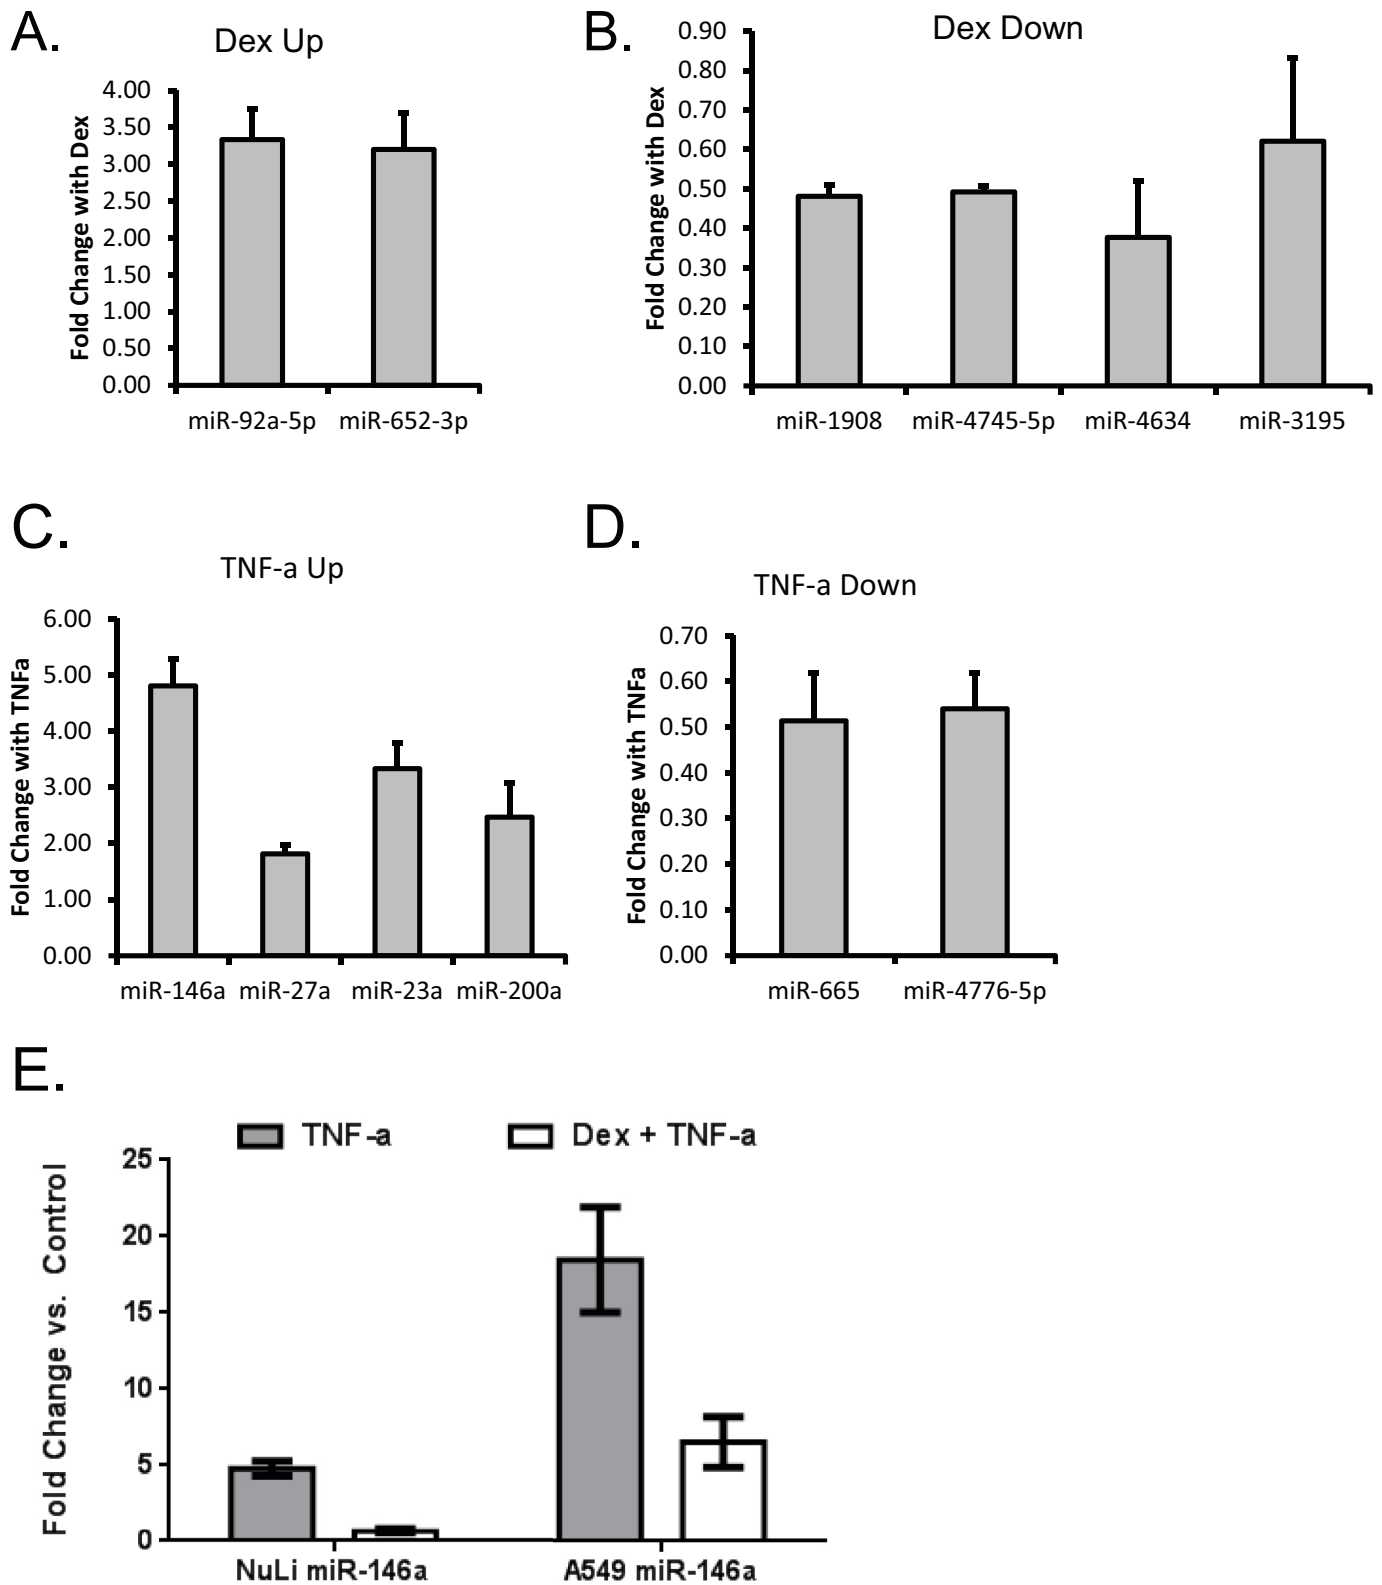 A.
Dex Up
Fold Change with Dex
4.00
3.50
3.00
2.50
2.00
1.50
1.00
0.50
0.00
miR-92a-5p miR-652-3p
B.
Dex Down
Fold Change with Dex
0.90
0.80
0.70
0.60
0.50
0.40
0.30
0.20
0.10
0.00
miR-1908 miR-4745-5p miR-4634 miR-3195
C.
TNF-a Up
Fold Change with TNFa
6.00
5.00
4.00
3.00
2.00
1.00
0.00
miR-146a miR-27a miR-23a miR-200a
D.
TNF-a Down
Fold Change with TNFa
0.70
0.60
0.50
0.40
0.30
0.20
0.10
0.00
miR-665 miR-4776-5p
E.
TNF-a Dex + TNF-a
Fold Change vs. Control
25
20
15
10
5
0
NuLi miR-146a A549 miR-146a